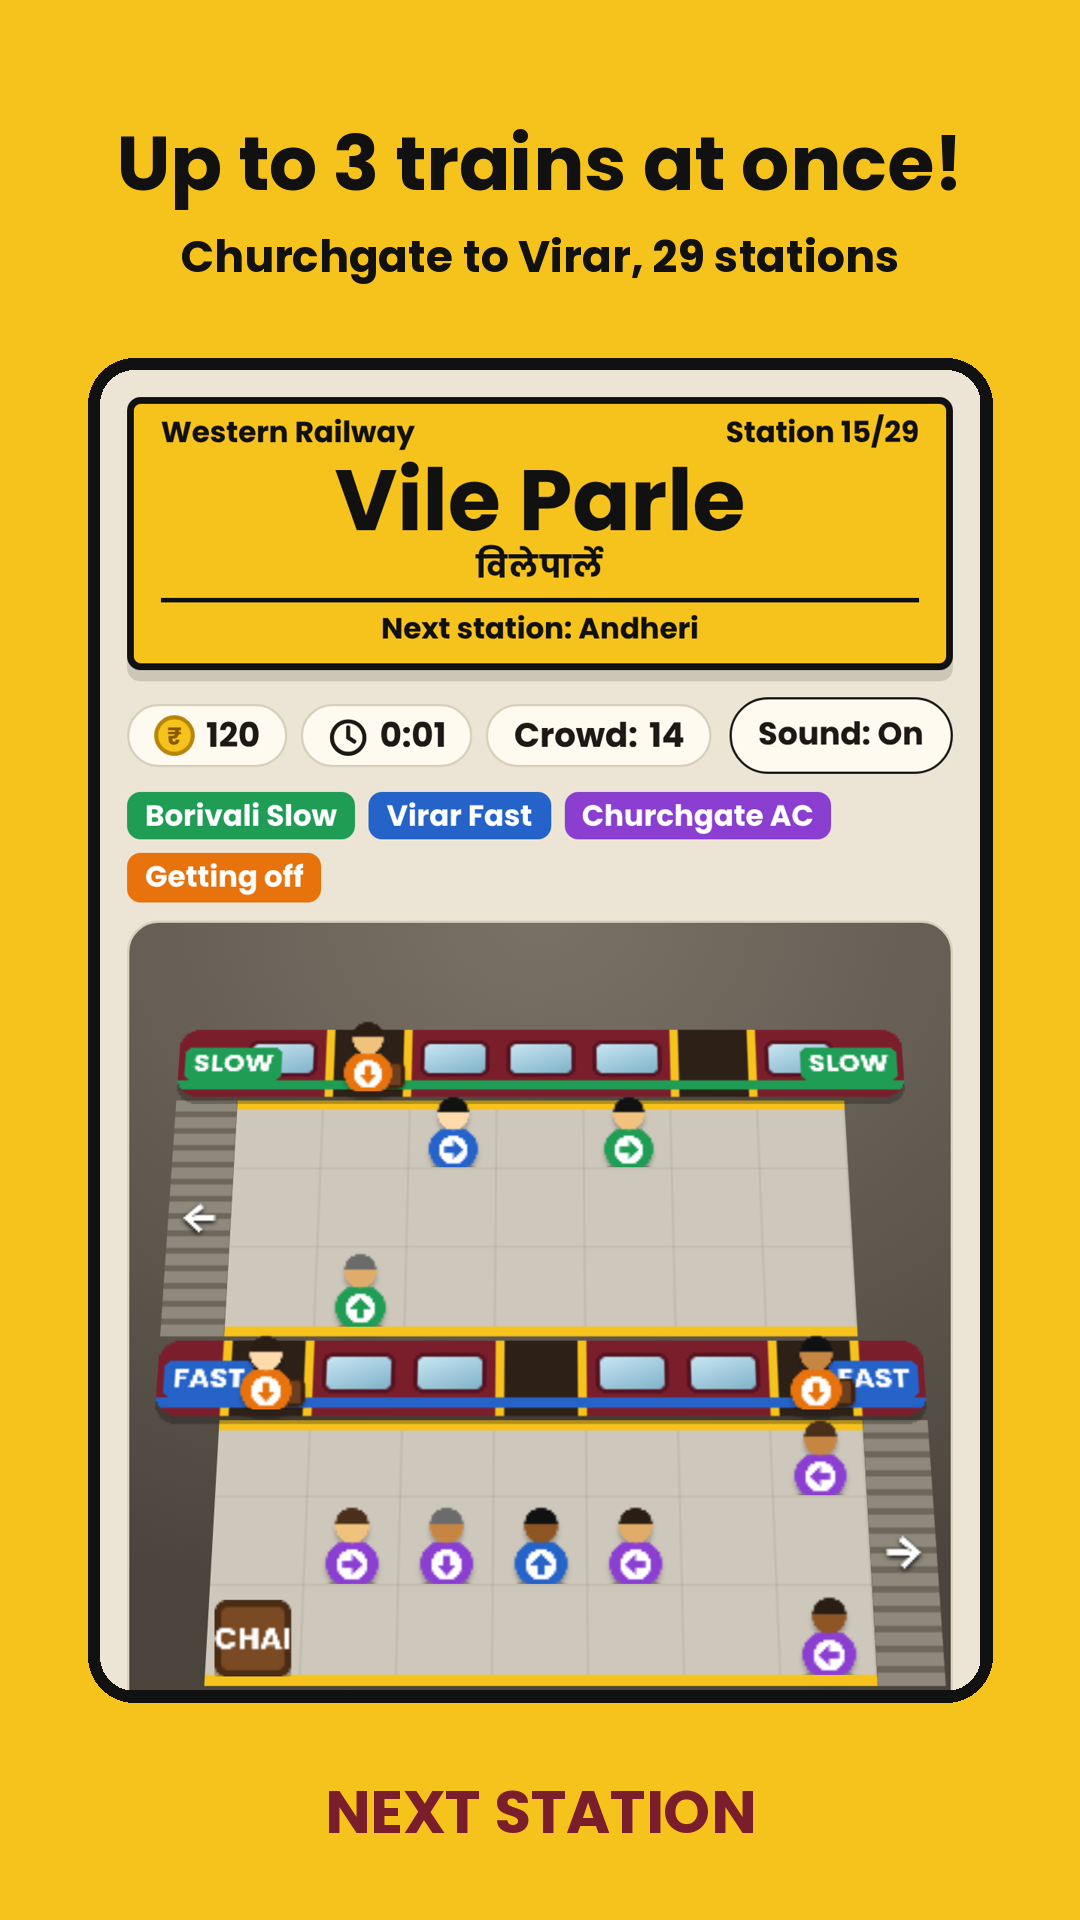 Up to 3 trains at once!
Churchgate to Virar, 29 stations
Western Railway Station 15/29
Vile Parle
विलेपार्ले
Next station: Andheri
₹ 120 0:01 Crowd: 14 Sound: On
Borivali Slow Virar Fast Churchgate AC
Getting off
SLOW SLOW
FAST FAST
CHAI
NEXT STATION